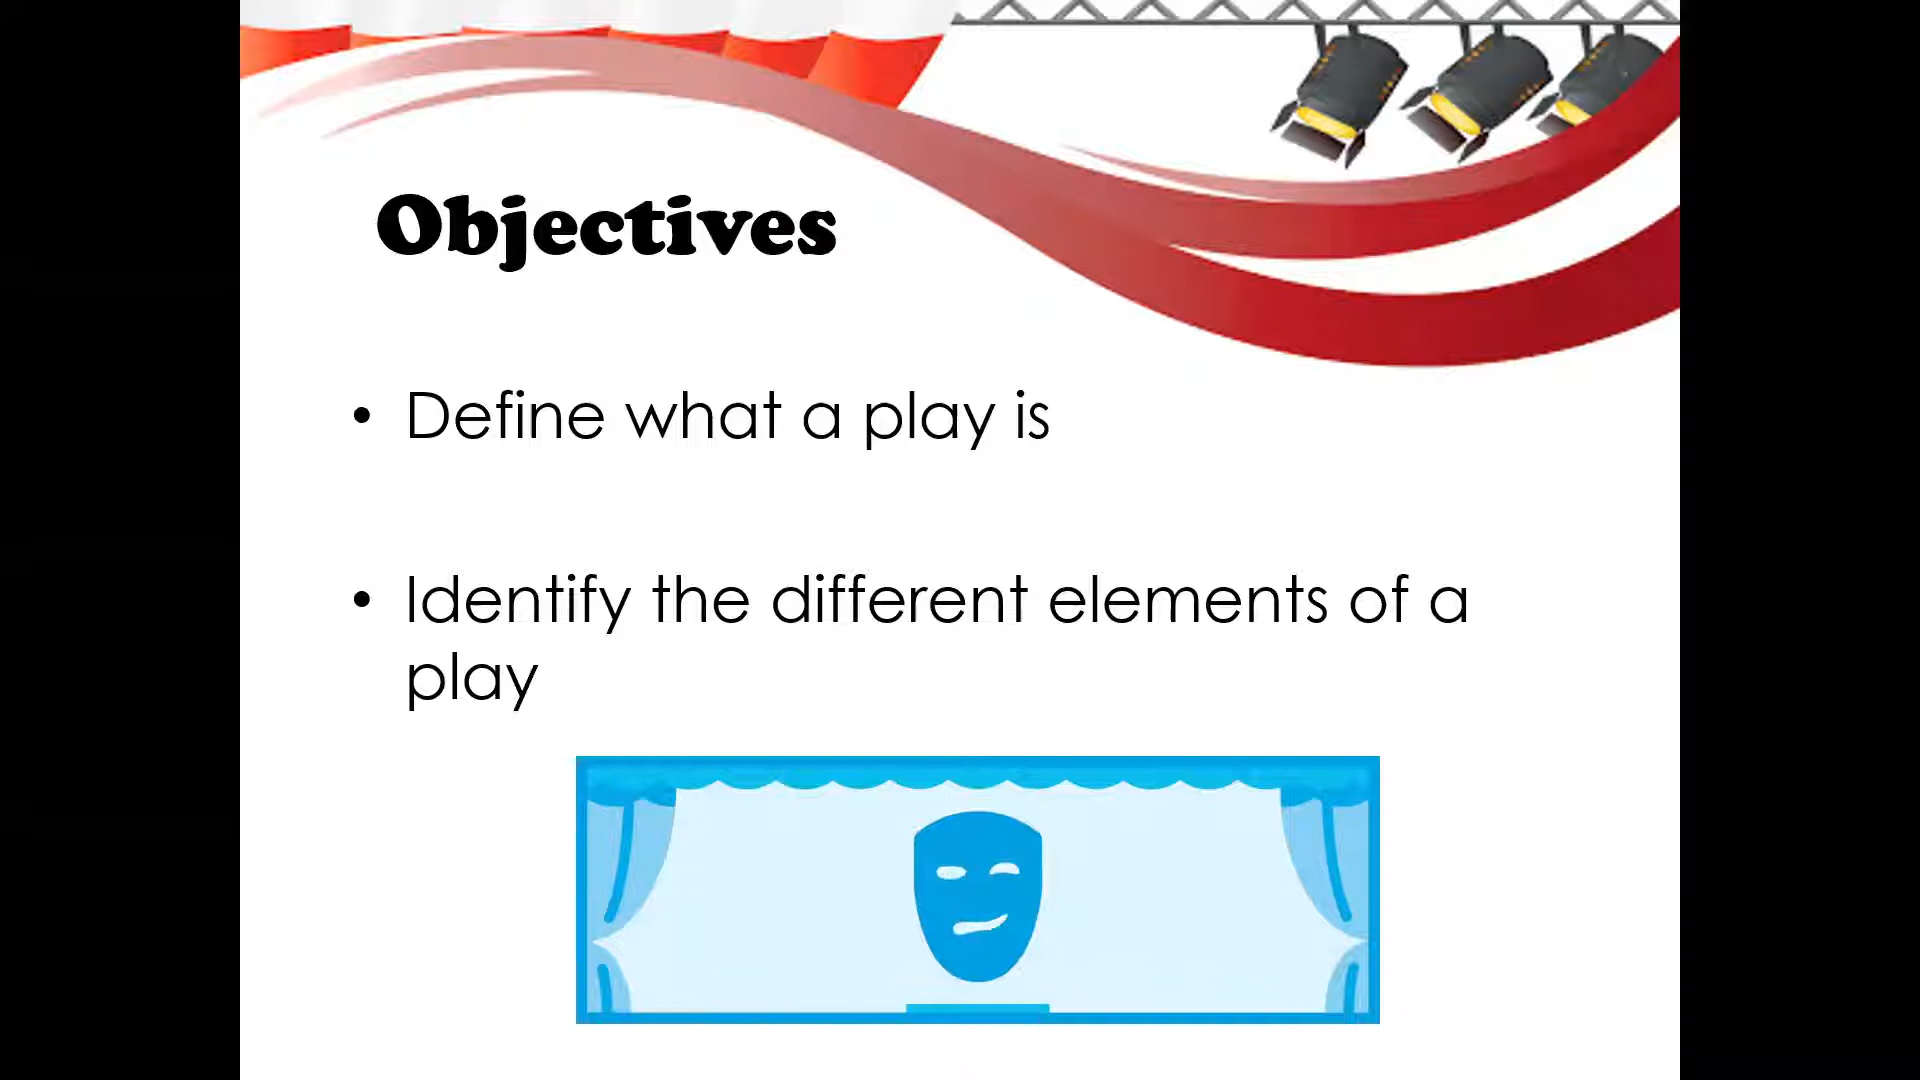 Objectives
• Define what a play is
• Identify the different elements of a
play